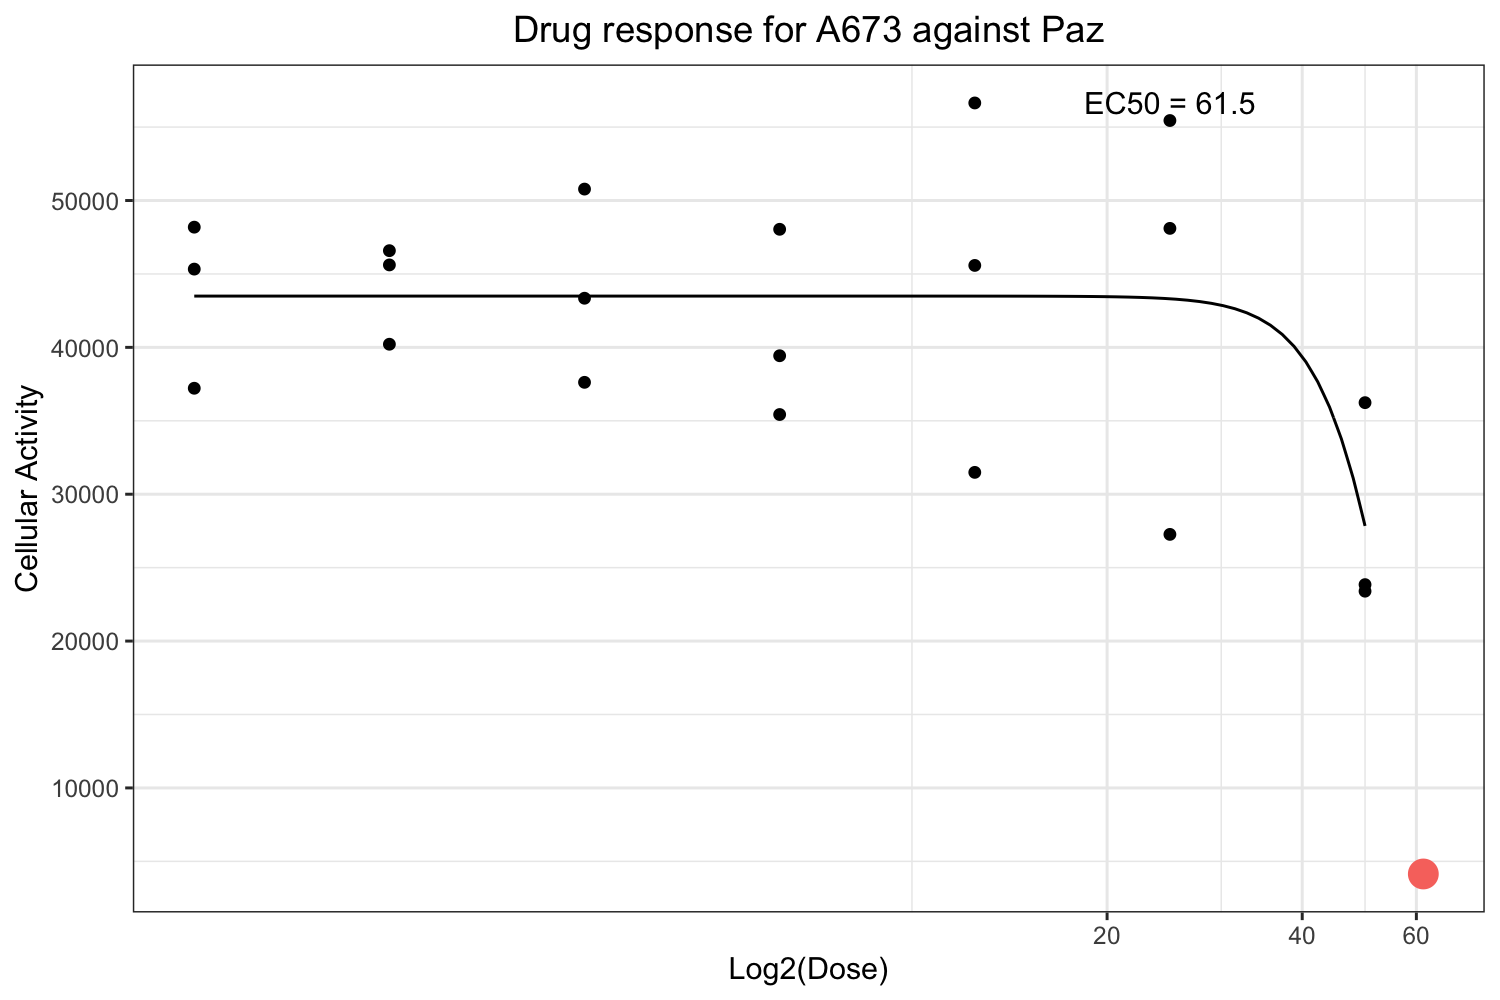 Drug response for A673 against Paz
EC50 = 61.5
Cellular Activity
50000
40000
30000
20000
10000
20 40 60
Log2(Dose)